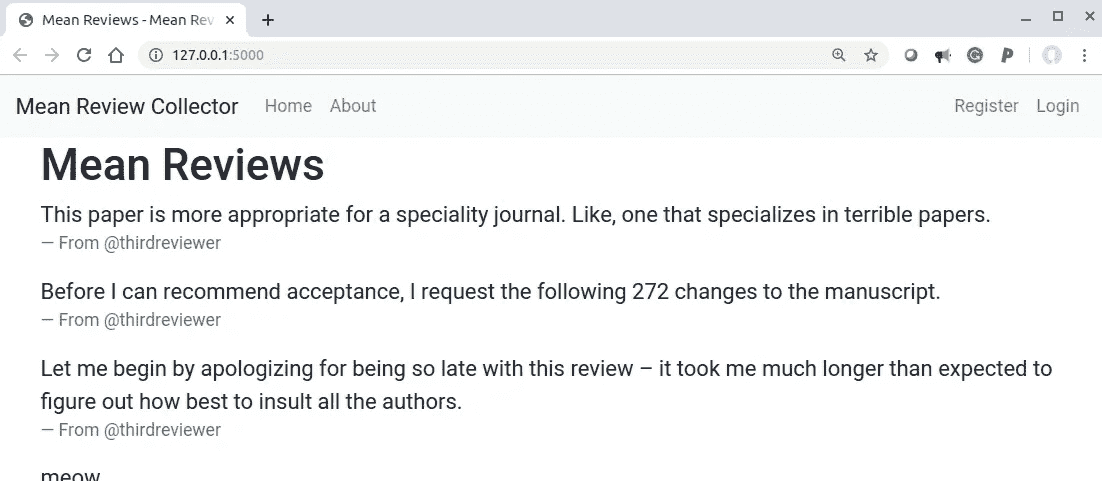 Mean Reviews - Mean Rev
127.0.0.1:5000
Mean Review Collector Home About Register Login
Mean Reviews
This paper is more appropriate for a speciality journal. Like, one that specializes in terrible papers.
— From @thirdreviewer
Before I can recommend acceptance, I request the following 272 changes to the manuscript.
— From @thirdreviewer
Let me begin by apologizing for being so late with this review – it took me much longer than expected to
figure out how best to insult all the authors.
— From @thirdreviewer
meow